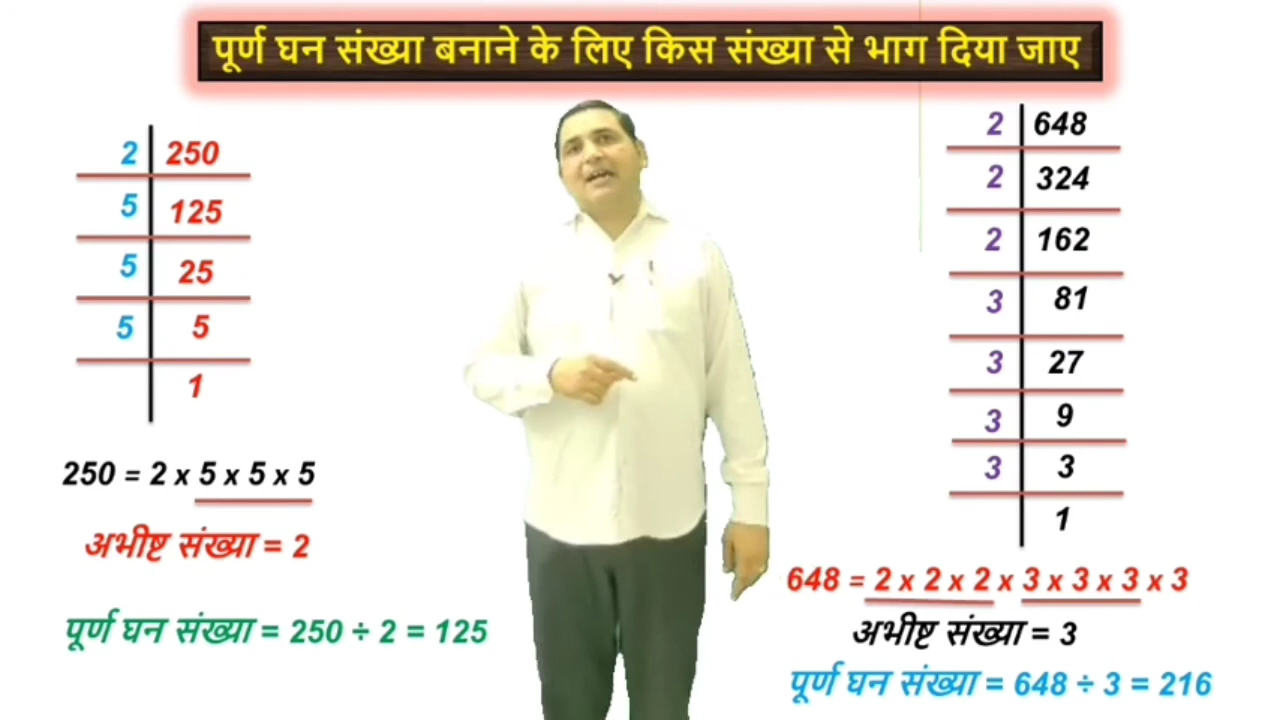 पूर्ण घन संख्या बनाने के लिए किस संख्या से भाग दिया जाए
2 250
5 125
5 25
5 5
1
250 = 2 x 5 x 5 x 5
अभीष्ट संख्या = 2
पूर्ण घन संख्या = 250 ÷ 2 = 125
2 648
2 324
2 162
3 81
3 27
3 9
3 3
1
648 = 2 x 2 x 2 x 3 x 3 x 3 x 3
अभीष्ट संख्या = 3
पूर्ण घन संख्या = 648 ÷ 3 = 216